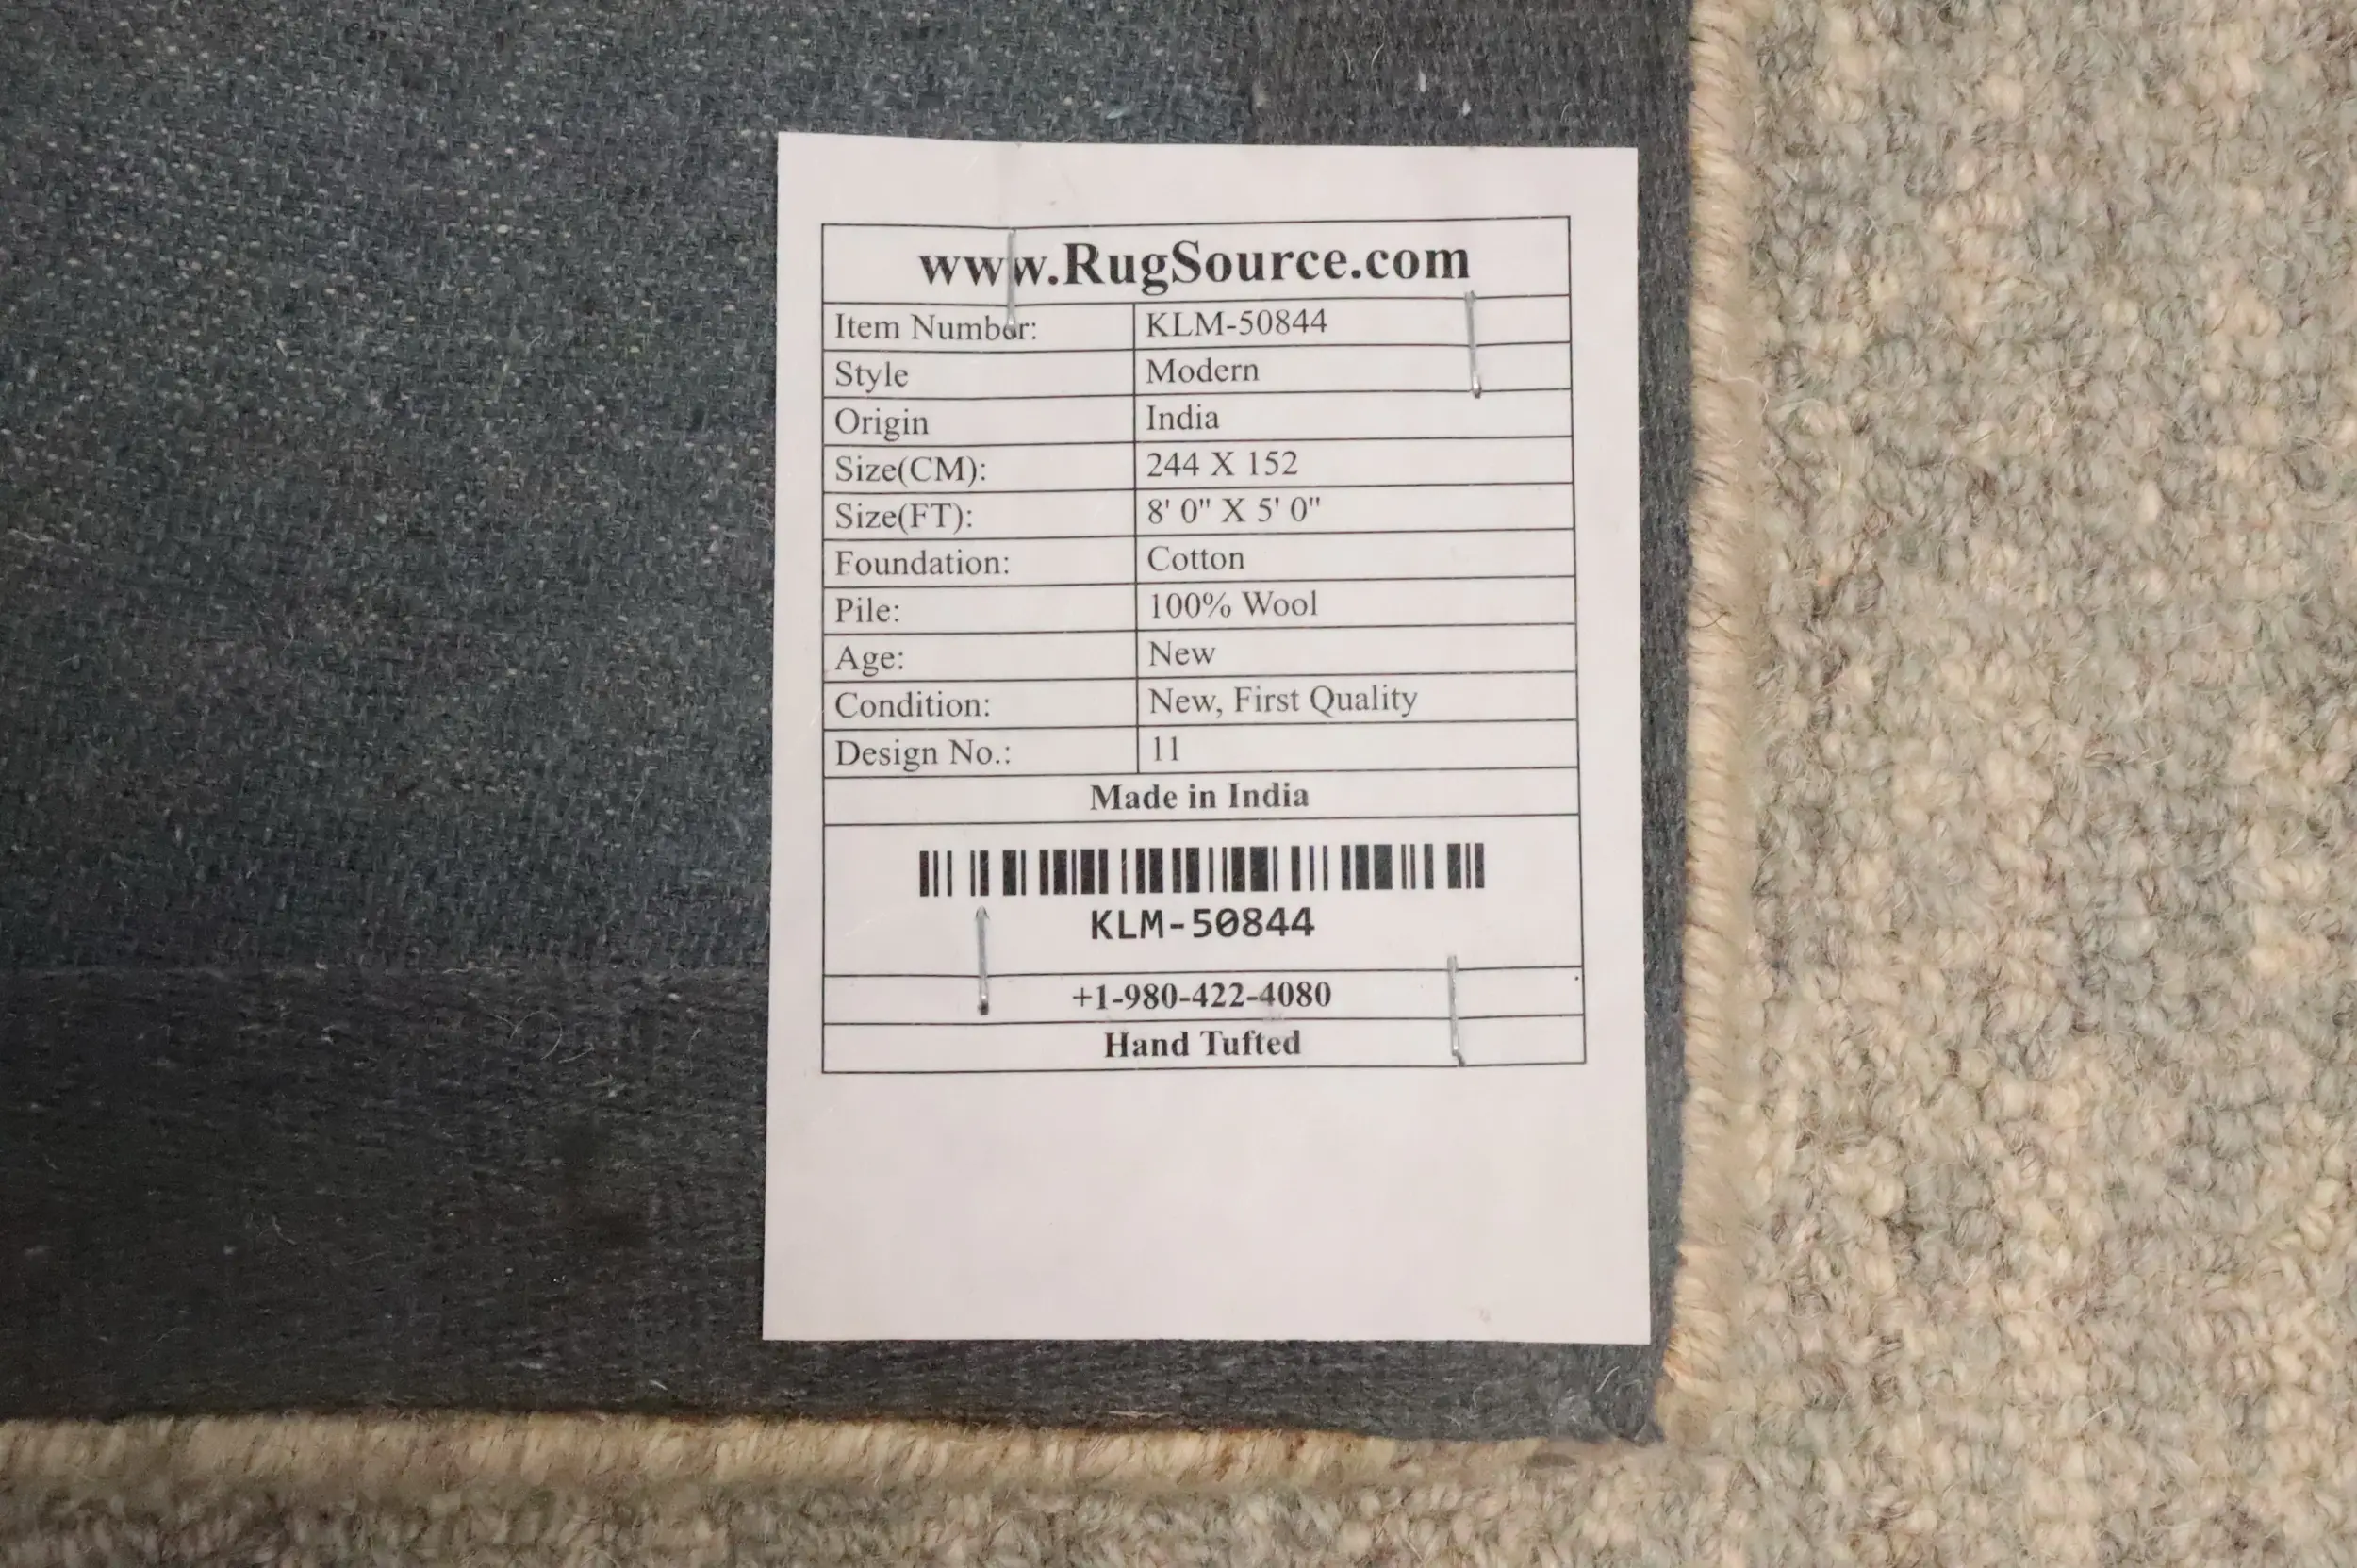 www.RugSource.com
Item Number: KLM-50844
Style Modern
Origin India
Size(CM): 244 X 152
Size(FT): 8' 0" X 5' 0"
Foundation: Cotton
Pile: 100% Wool
Age: New
Condition: New, First Quality
Design No.: 11
Made in India
KLM-50844
+1-980-422-4080
Hand Tufted